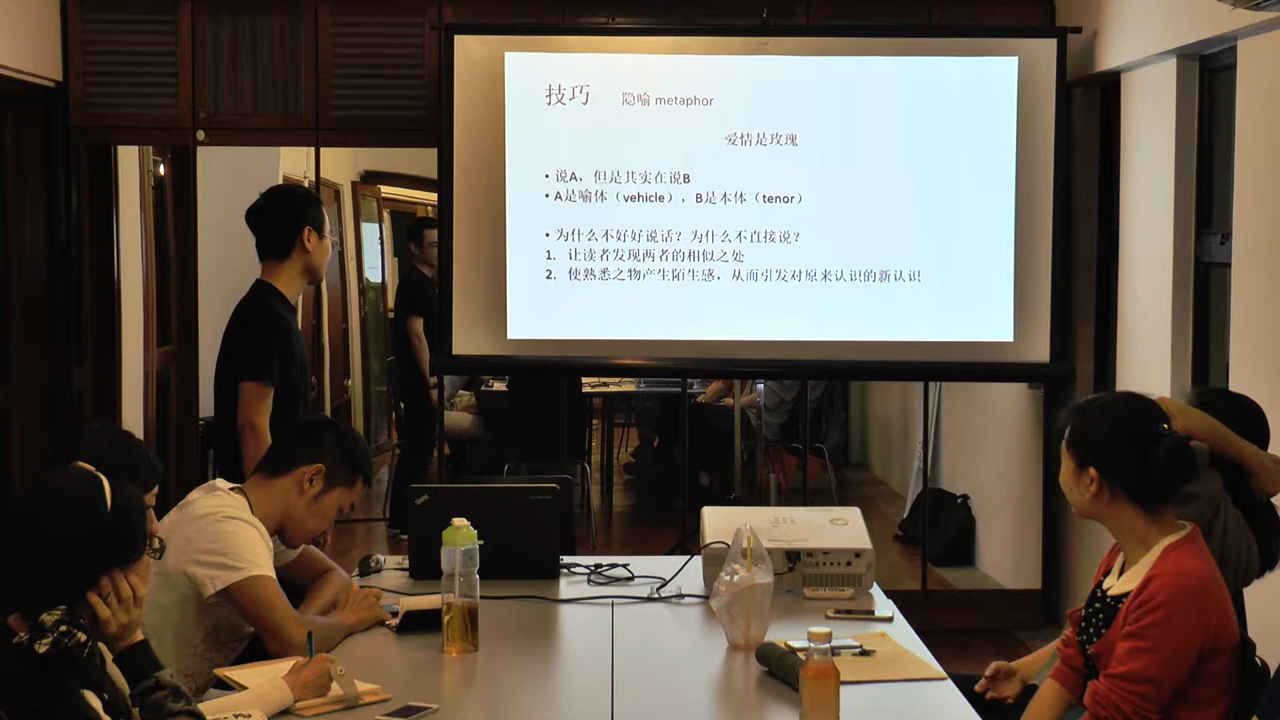 技巧 隐喻 metaphor
爱情是玫瑰
• 说A，但是其实在说B
• A是喻体（vehicle），B是本体（tenor）
• 为什么不好好说话？为什么不直接说？
1. 让读者发现两者的相似之处
2. 使熟悉之物产生陌生感，从而引发对原来认识的新认识